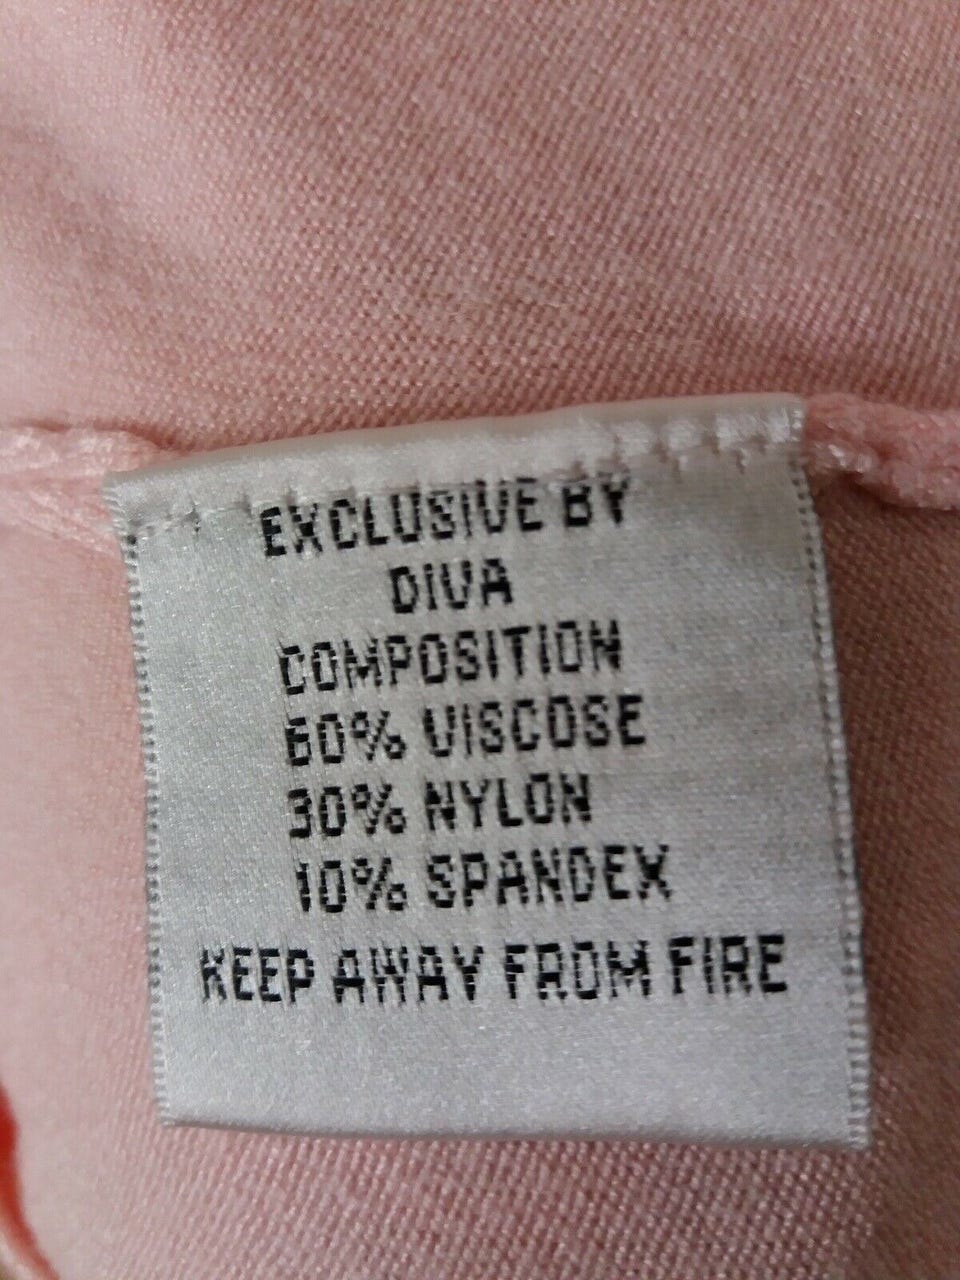 EXCLUSIVE BY
DIVA
COMPOSITION
60% VISCOSE
30% NYLON
10% SPANDEX
KEEP AWAY FROM FIRE